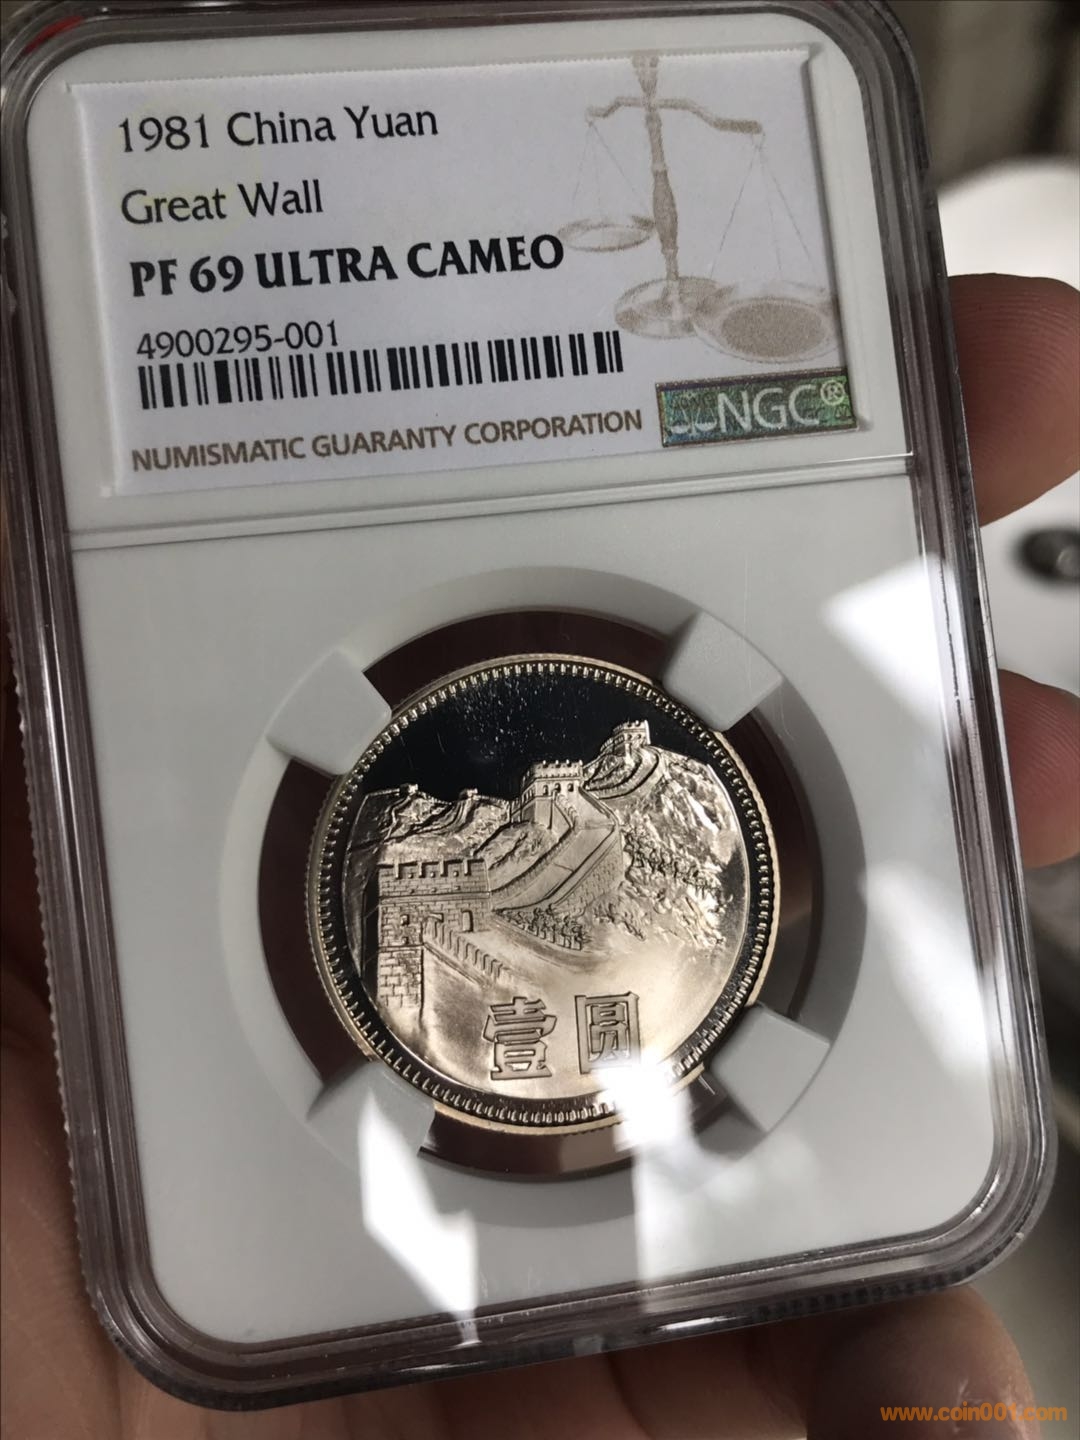 1981 China Yuan
Great Wall
PF 69 ULTRA CAMEO
4900295-001
NUMISMATIC GUARANTY CORPORATION
NGC®
壹圆
www.coin001.com